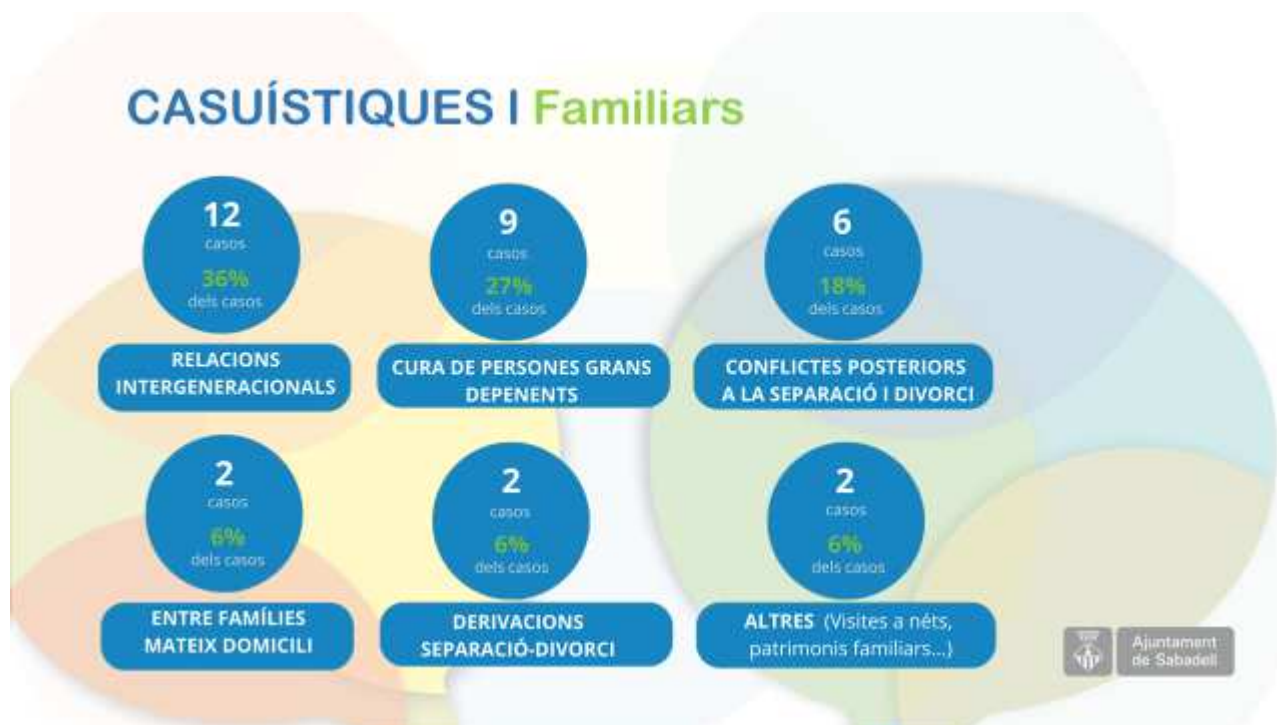 CASUÍSTIQUES I Familiars
12
casos
36%
dels casos
RELACIONS
INTERGENERACIONALS
9
casos
27%
dels casos
CURA DE PERSONES GRANS
DEPENENTS
6
casos
18%
dels casos
CONFLICTES POSTERIORS
A LA SEPARACIÓ I DIVORCI
2
casos
6%
dels casos
ENTRE FAMÍLIES
MATEIX DOMICILI
2
casos
6%
dels casos
DERIVACIONS
SEPARACIÓ-DIVORCI
2
casos
6%
dels casos
ALTRES (Visites a néts,
patrimonis familiars...)
Ajuntament
de Sabadell